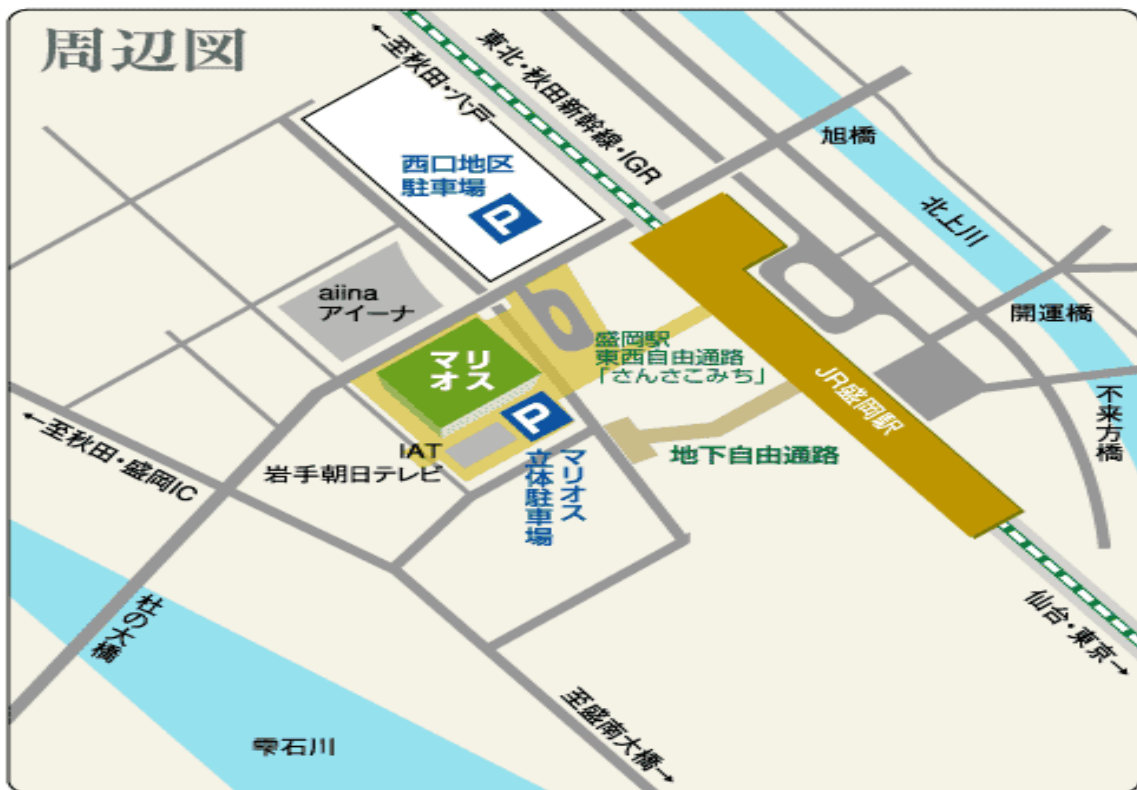 周辺図
←至秋田・八戸
東北・秋田新幹線・IGR
旭橋
西口地区
駐車場
P
北上川
aiina
アイーナ
開運橋
盛岡駅
東西自由通路
「さんさこみち」
マリ
オス
JR盛岡駅
不来方橋
P
←至秋田・盛岡IC
IAT
岩手朝日テレビ
マリオス
立体駐車場
地下自由通路
杜の大橋
仙台・東京→
至盛南大橋→
雫石川